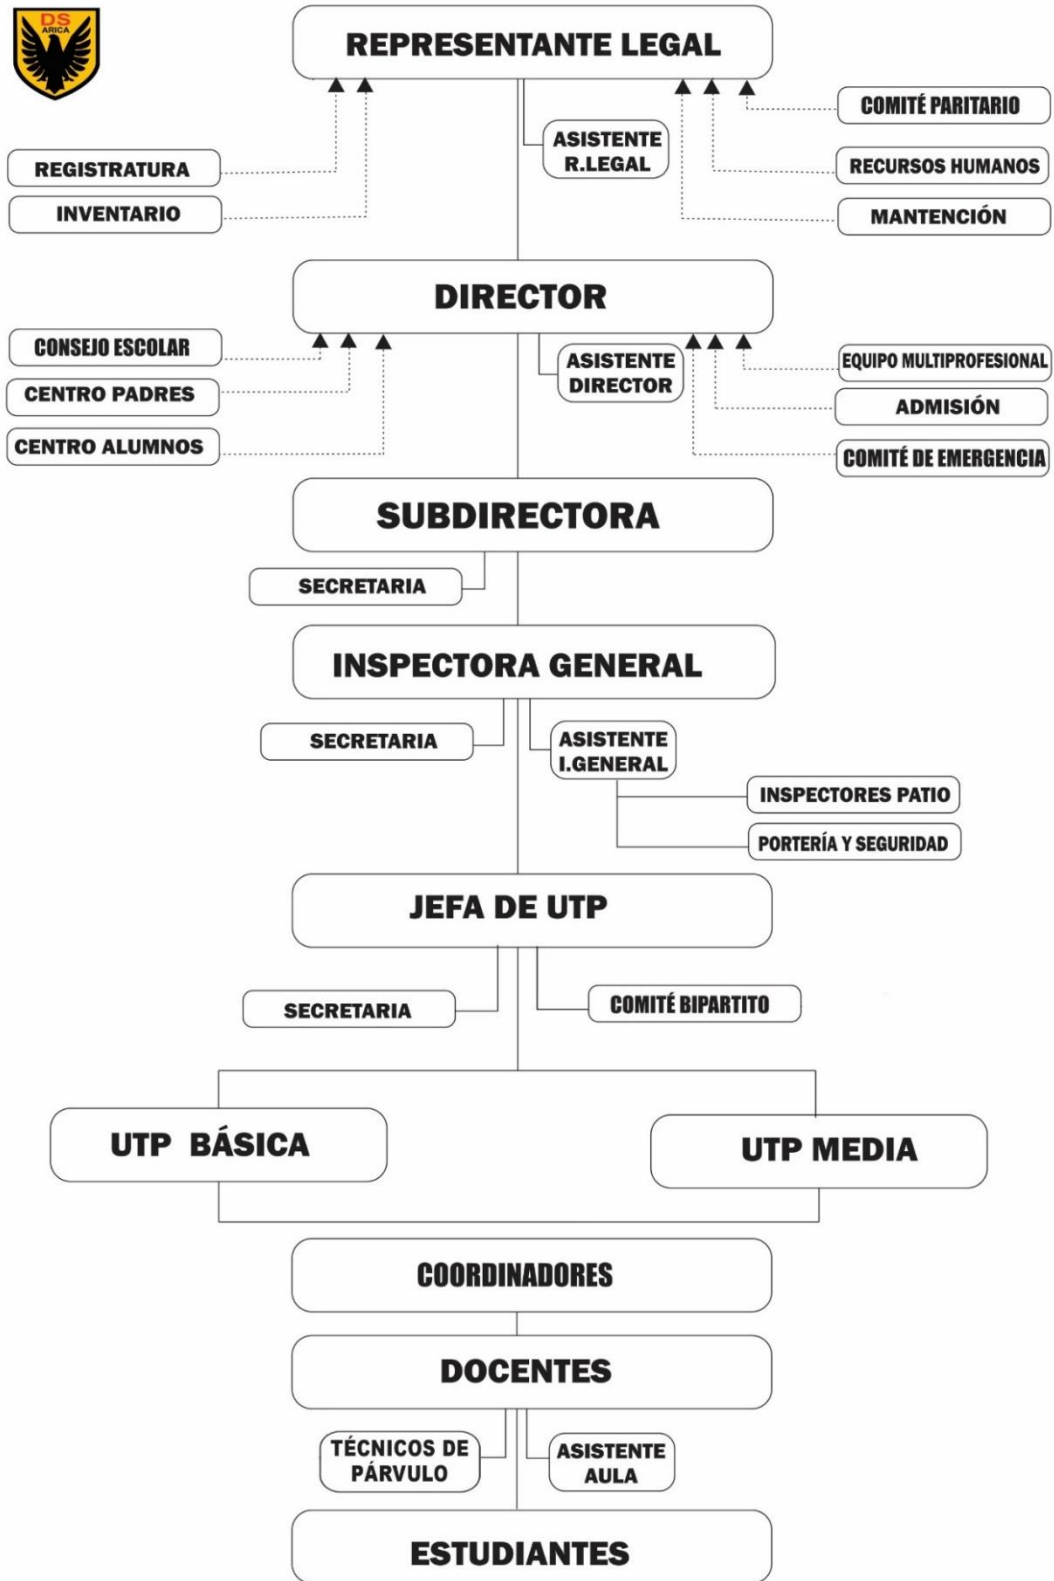 DS
ARICA
REPRESENTANTE LEGAL
COMITÉ PARITARIO
ASISTENTE
R.LEGAL
REGISTRATURA
RECURSOS HUMANOS
INVENTARIO
MANTENCIÓN
DIRECTOR
CONSEJO ESCOLAR
ASISTENTE
DIRECTOR
EQUIPO MULTIPROFESIONAL
CENTRO PADRES
ADMISIÓN
CENTRO ALUMNOS
COMITÉ DE EMERGENCIA
SUBDIRECTORA
SECRETARIA
INSPECTORA GENERAL
SECRETARIA
ASISTENTE
I.GENERAL
INSPECTORES PATIO
PORTERÍA Y SEGURIDAD
JEFA DE UTP
SECRETARIA
COMITÉ BIPARTITO
UTP BÁSICA
UTP MEDIA
COORDINADORES
DOCENTES
TÉCNICOS DE
PÁRVULO
ASISTENTE
AULA
ESTUDIANTES